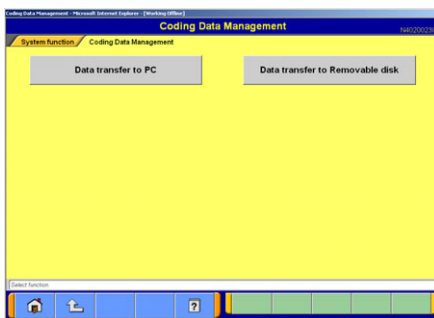 Coding Data Management - Microsoft Internet Explorer - [Working Offline]
Coding Data Management
System function Coding Data Management
Data transfer to PC Data transfer to Removable disk
Select function
?